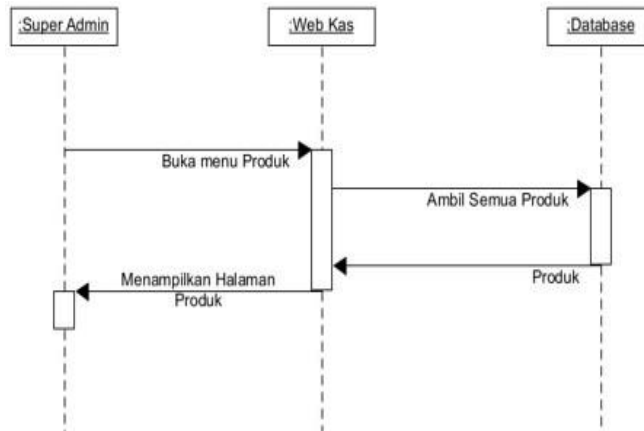 :Super Admin
:Web Kas
:Database
Buka menu Produk
Ambil Semua Produk
Produk
Menampilkan Halaman
Produk